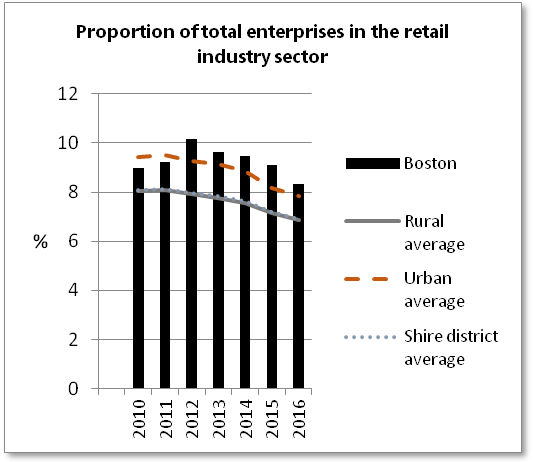 Proportion of total enterprises in the retail
industry sector
12
10
8
6
4
2
0
%
2010
2011
2012
2013
2014
2015
2016
Boston
Rural
average
Urban
average
Shire district
average